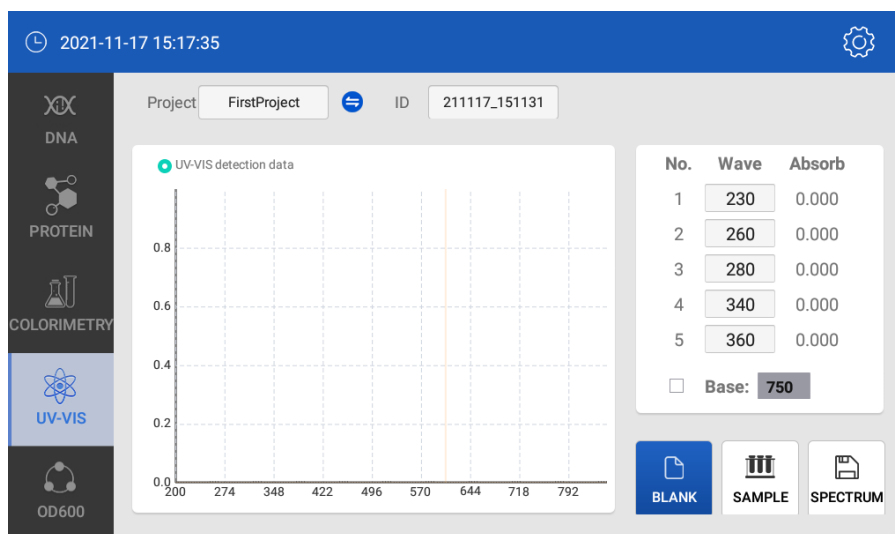 2021-11-17 15:17:35
DNA
PROTEIN
COLORIMETRY
UV-VIS
OD600
Project FirstProject ID 211117_151131
UV-VIS detection data
0.8
0.6
0.4
0.2
0.0
200 274 348 422 496 570 644 718 792
No. Wave Absorb
1 230 0.000
2 260 0.000
3 280 0.000
4 340 0.000
5 360 0.000
Base: 750
BLANK SAMPLE SPECTRUM